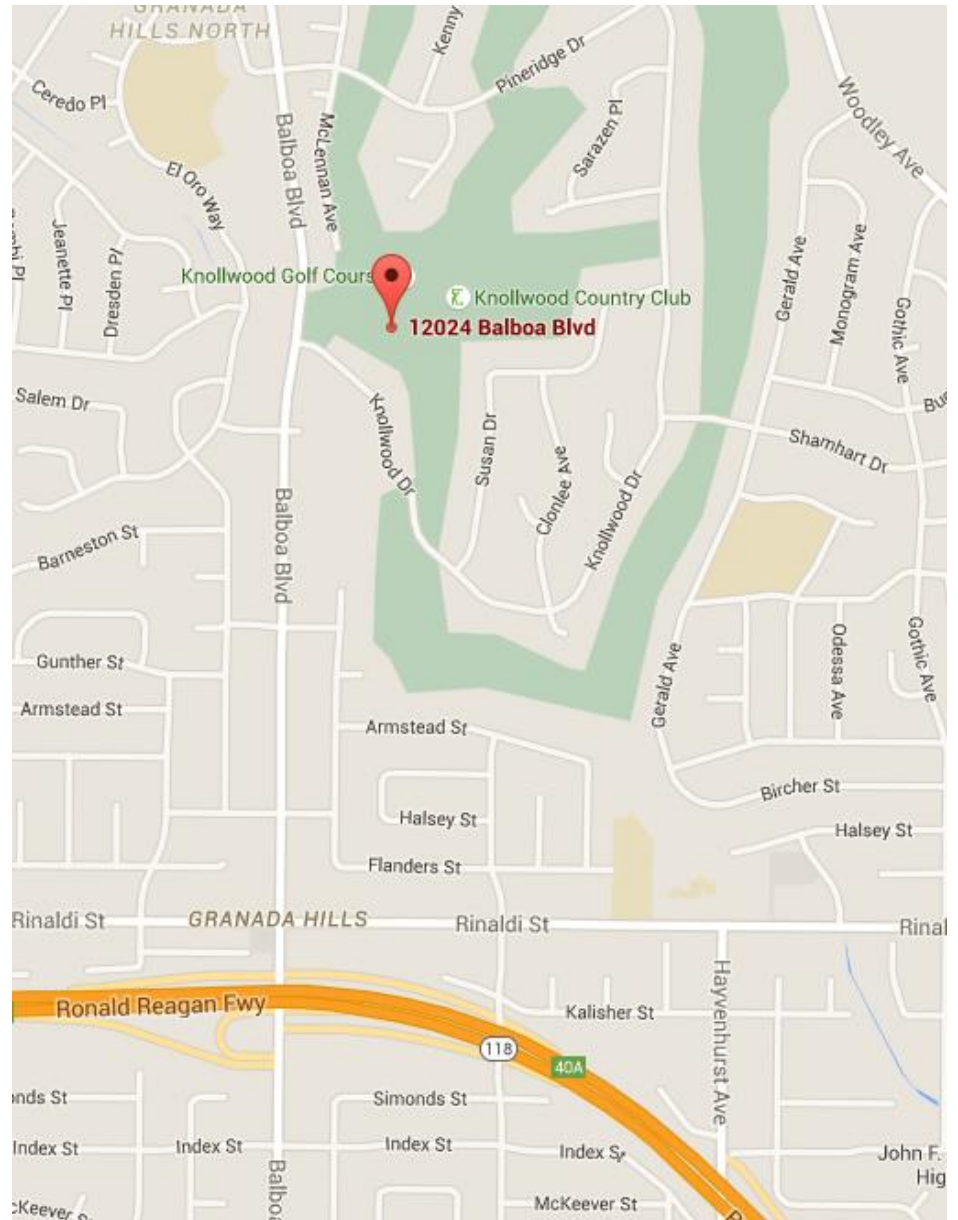 GRANADA
HILLS NORTH
Kenny
Pineridge Dr
Ceredo Pl
Woodley Ave
McLennan Ave
Balboa Blvd
Sarazen Pl
El Oro Way
Jeanette Pl
Dresden Pl
Gerald Ave
Monogram Ave
Gothic Ave
Knollwood Golf Cours
Knollwood Country Club
12024 Balboa Blvd
Salem Dr
Knollwood Dr
Susan Dr
Clonlee Ave
Knollwood Dr
Shamhart Dr
Balboa Blvd
Barneston St
Gunther St
Armstead St
Armstead St
Gerald Ave
Odessa Ave
Gothic Ave
Bircher St
Halsey St
Halsey St
Flanders St
Rinaldi St
GRANADA HILLS
Rinaldi St
Rinal
Ronald Reagan Fwy
Kalisher St
Hayvenhurst Ave
118
40A
onds St
Simonds St
Index St
Index St
Index St
Index S
John F.
Hig
Balboa
McKeever St